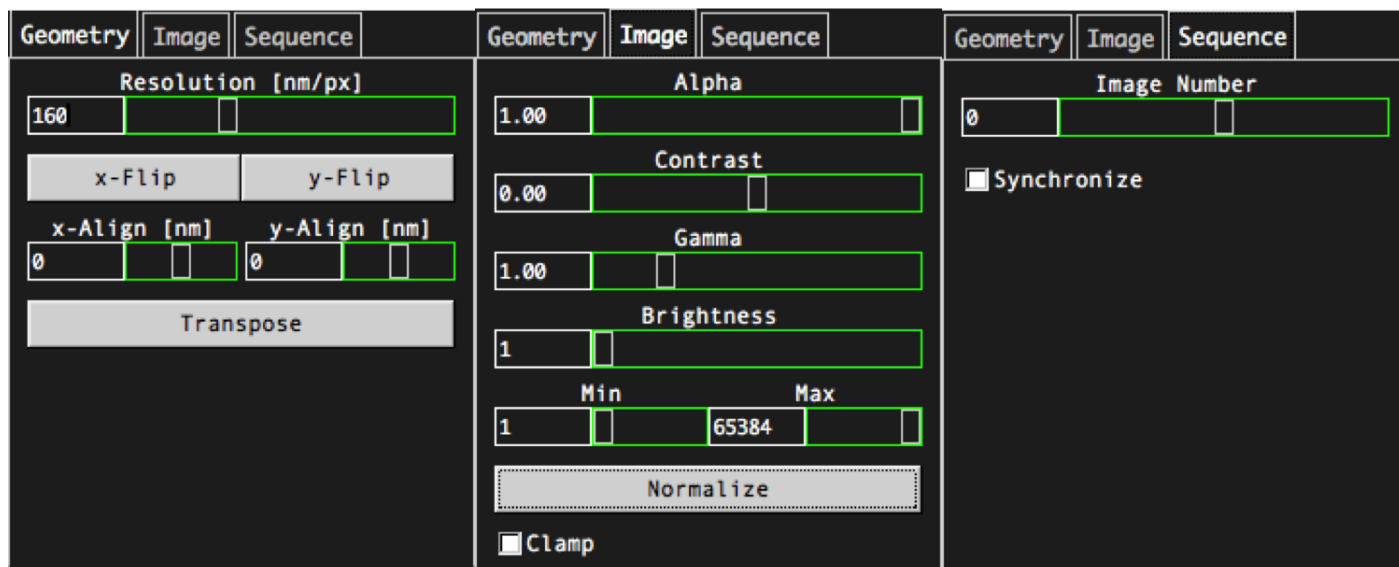 Geometry Image Sequence
Resolution [nm/px]
160
x-Flip y-Flip
x-Align [nm] y-Align [nm]
0 0
Transpose
Geometry Image Sequence
Alpha
1.00
Contrast
0.00
Gamma
1.00
Brightness
1
Min Max
1 65384
Normalize
Clamp
Geometry Image Sequence
Image Number
0
Synchronize